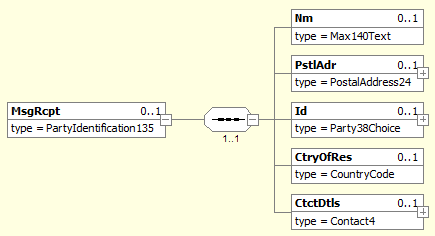 Nm 0..1
type = Max140Text
PstlAdr 0..1
type = PostalAddress24
MsgRcpt 0..1
type = PartyIdentification135
1..1
Id 0..1
type = Party38Choice
CtryOfRes 0..1
type = CountryCode
CtctDtls 0..1
type = Contact4